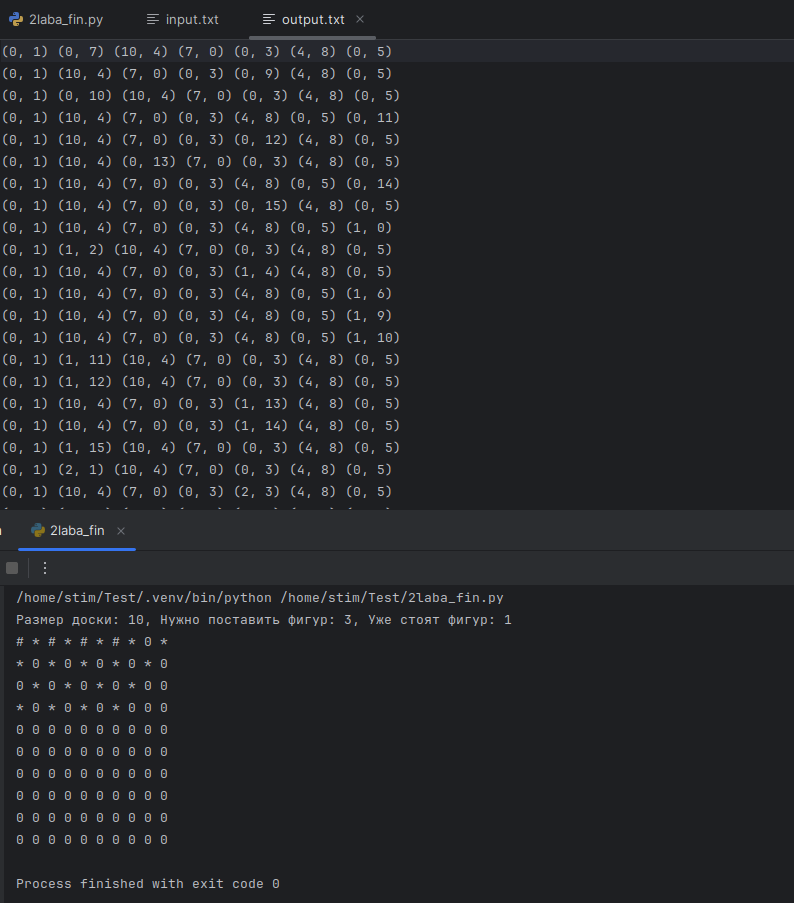 2laba_fin.py input.txt output.txt ×
(0, 1) (0, 7) (10, 4) (7, 0) (0, 3) (4, 8) (0, 5)
(0, 1) (10, 4) (7, 0) (0, 3) (0, 9) (4, 8) (0, 5)
(0, 1) (0, 10) (10, 4) (7, 0) (0, 3) (4, 8) (0, 5)
(0, 1) (10, 4) (7, 0) (0, 3) (4, 8) (0, 5) (0, 11)
(0, 1) (10, 4) (7, 0) (0, 3) (0, 12) (4, 8) (0, 5)
(0, 1) (10, 4) (0, 13) (7, 0) (0, 3) (4, 8) (0, 5)
(0, 1) (10, 4) (7, 0) (0, 3) (4, 8) (0, 5) (0, 14)
(0, 1) (10, 4) (7, 0) (0, 3) (0, 15) (4, 8) (0, 5)
(0, 1) (10, 4) (7, 0) (0, 3) (4, 8) (0, 5) (1, 0)
(0, 1) (1, 2) (10, 4) (7, 0) (0, 3) (4, 8) (0, 5)
(0, 1) (10, 4) (7, 0) (0, 3) (1, 4) (4, 8) (0, 5)
(0, 1) (10, 4) (7, 0) (0, 3) (4, 8) (0, 5) (1, 6)
(0, 1) (10, 4) (7, 0) (0, 3) (4, 8) (0, 5) (1, 9)
(0, 1) (10, 4) (7, 0) (0, 3) (4, 8) (0, 5) (1, 10)
(0, 1) (1, 11) (10, 4) (7, 0) (0, 3) (4, 8) (0, 5)
(0, 1) (1, 12) (10, 4) (7, 0) (0, 3) (4, 8) (0, 5)
(0, 1) (10, 4) (7, 0) (0, 3) (1, 13) (4, 8) (0, 5)
(0, 1) (10, 4) (7, 0) (0, 3) (1, 14) (4, 8) (0, 5)
(0, 1) (1, 15) (10, 4) (7, 0) (0, 3) (4, 8) (0, 5)
(0, 1) (2, 1) (10, 4) (7, 0) (0, 3) (4, 8) (0, 5)
(0, 1) (10, 4) (7, 0) (0, 3) (2, 3) (4, 8) (0, 5)
2laba_fin ×
/home/stim/Test/.venv/bin/python /home/stim/Test/2laba_fin.py
Размер доски: 10, Нужно поставить фигур: 3, Уже стоят фигур: 1
# * # * # * # * 0 *
* 0 * 0 * 0 * 0 * 0
0 * 0 * 0 * 0 * 0 0
* 0 * 0 * 0 * 0 0 0
0 0 0 0 0 0 0 0 0 0
0 0 0 0 0 0 0 0 0 0
0 0 0 0 0 0 0 0 0 0
0 0 0 0 0 0 0 0 0 0
0 0 0 0 0 0 0 0 0 0
0 0 0 0 0 0 0 0 0 0
Process finished with exit code 0